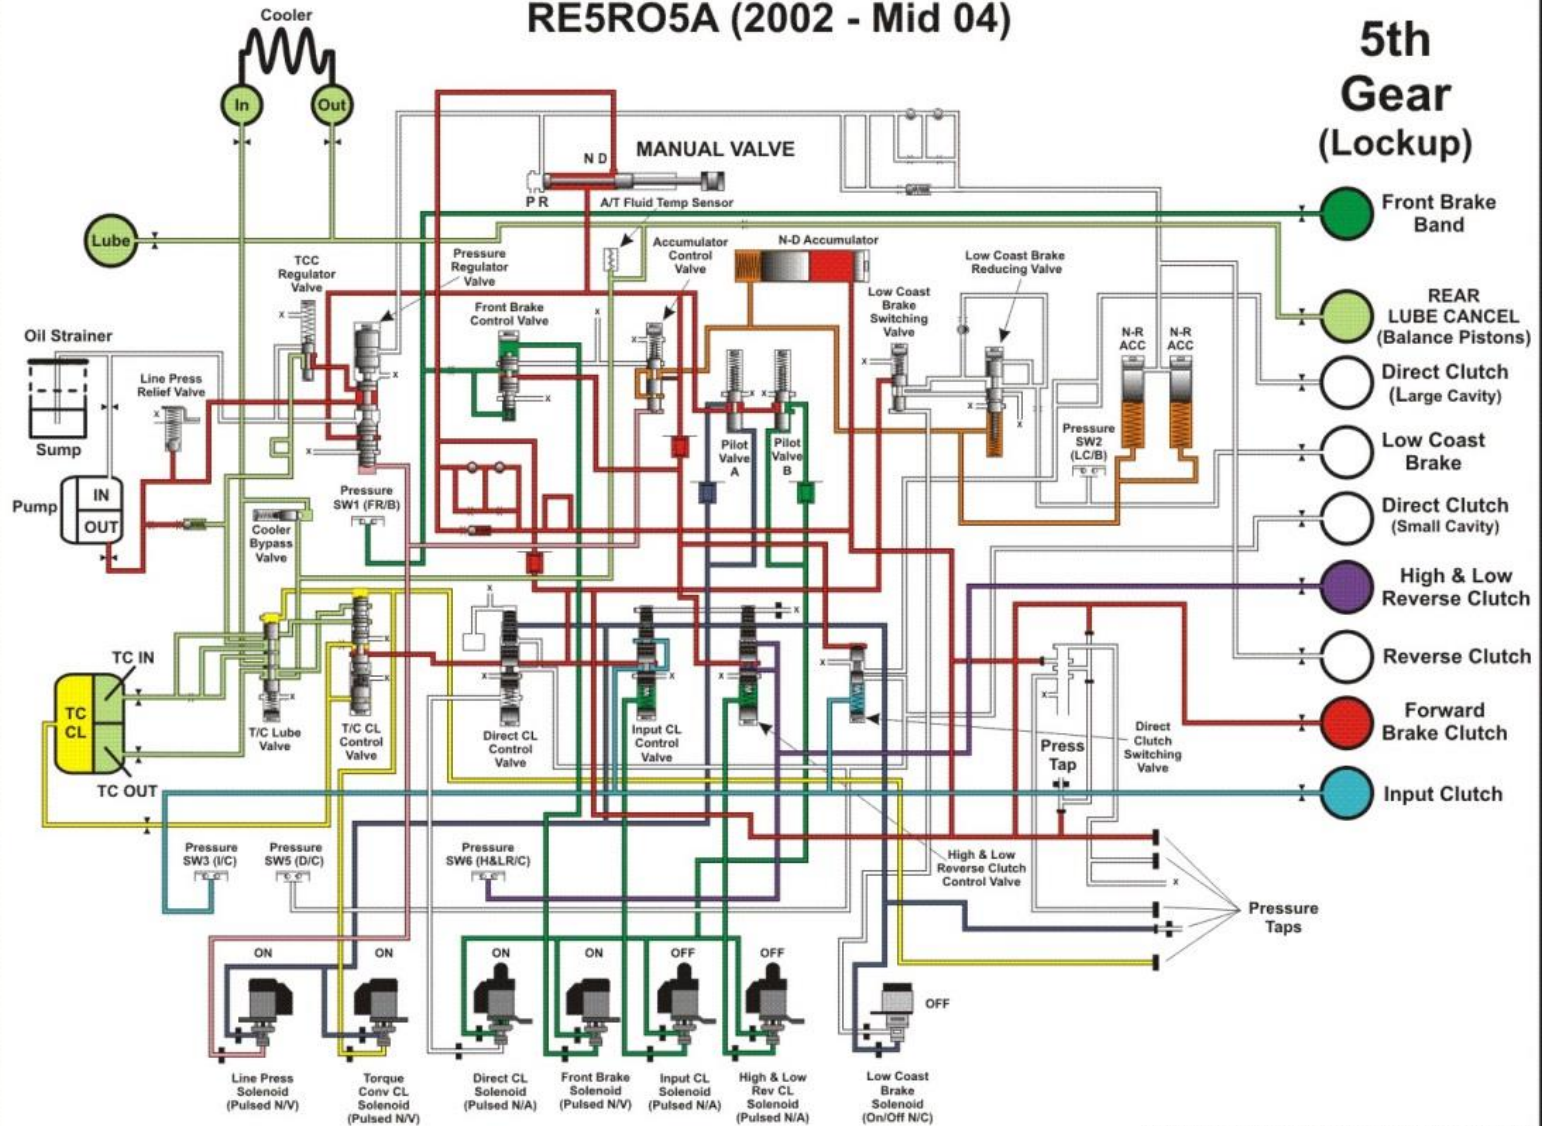 RE5RO5A (2002 - Mid 04)
5th
Gear
(Lockup)
Cooler
In
Out
Lube
MANUAL VALVE
N D
P R
A/T Fluid Temp Sensor
TCC
Regulator
Valve
Pressure
Regulator
Valve
Accumulator
Control
Valve
N-D Accumulator
Low Coast Brake
Reducing Valve
Low Coast
Brake
Switching
Valve
Front Brake
Control Valve
N-R
ACC
N-R
ACC
Oil Strainer
Sump
Line Press
Relief Valve
x
x
x
x
x
x
x
x
x
x
x
x
Pump
IN
OUT
Pressure
SW1 (FR/B)
Cooler
Bypass
Valve
Pilot
Valve
A
Pilot
Valve
B
Pressure
SW2
(LC/B)
Front Brake
Band
REAR
LUBE CANCEL
(Balance Pistons)
Direct Clutch
(Large Cavity)
Low Coast
Brake
Direct Clutch
(Small Cavity)
High & Low
Reverse Clutch
Reverse Clutch
Forward
Brake Clutch
Input Clutch
TC IN
TC
CL
TC OUT
x
x
x
x
x
x
x
x
x
x
x
T/C Lube
Valve
T/C CL
Control
Valve
Direct CL
Control
Valve
Input CL
Control
Valve
Press
Tap
Direct
Clutch
Switching
Valve
Pressure
SW3 (I/C)
Pressure
SW5 (D/C)
Pressure
SW6 (H&LR/C)
High & Low
Reverse Clutch
Control Valve
x
Pressure
Taps
ON
ON
ON
ON
OFF
OFF
OFF
Line Press
Solenoid
(Pulsed N/V)
Torque
Conv CL
Solenoid
(Pulsed N/V)
Direct CL
Solenoid
(Pulsed N/A)
Front Brake
Solenoid
(Pulsed N/V)
Input CL
Solenoid
(Pulsed N/A)
High & Low
Rev CL
Solenoid
(Pulsed N/A)
Low Coast
Brake
Solenoid
(On/Off N/C)